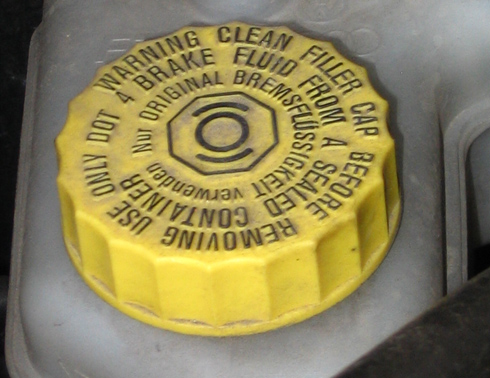 WARNING CLEAN FILLER CAP BEFORE REMOVING USE ONLY DOT 4 BRAKE FLUID FROM A SEALED CONTAINER
Nur ORIGINAL BREMSFLÜSSIGKEIT verwenden